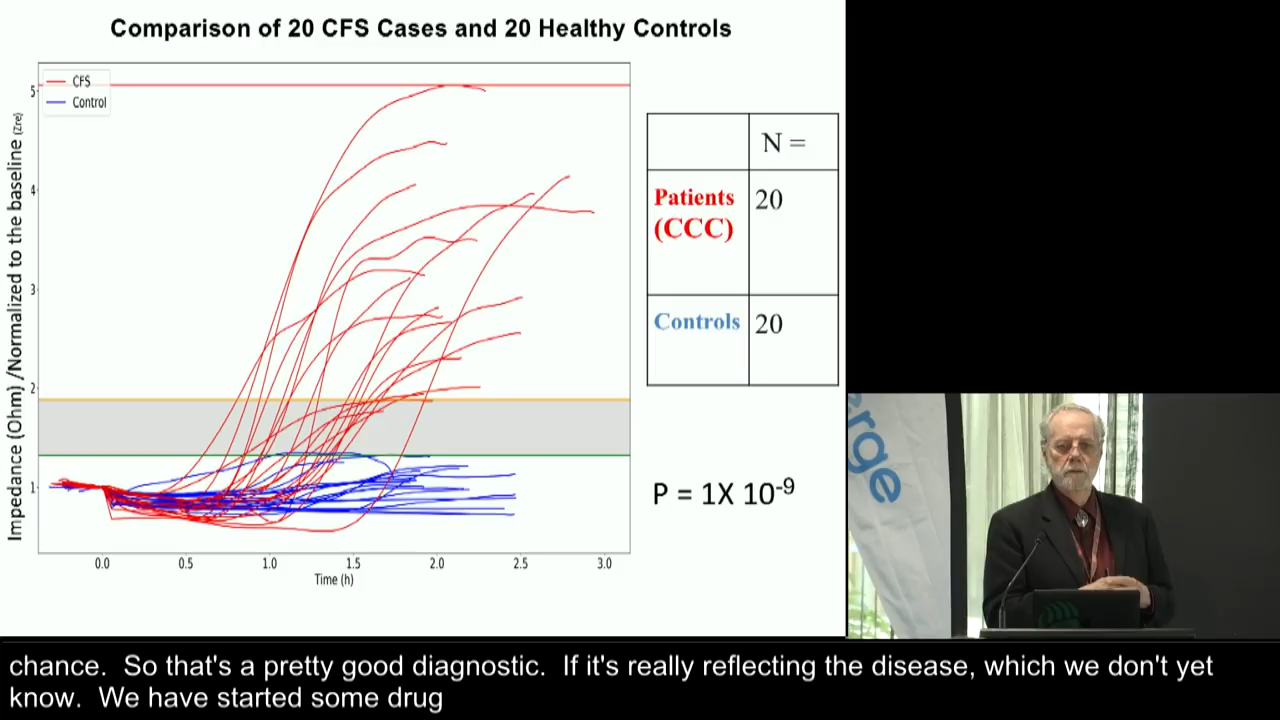 Comparison of 20 CFS Cases and 20 Healthy Controls
CFS
Control
Impedance (Ohm) /Normalized to the baseline (Zre)
5
4
3
2
1
0.0 0.5 1.0 1.5 2.0 2.5 3.0
Time (h)
N =
Patients 20
(CCC)
Controls 20
P = 1X 10-9
erge
chance. So that's a pretty good diagnostic. If it's really reflecting the disease, which we don't yet
know. We have started some drug